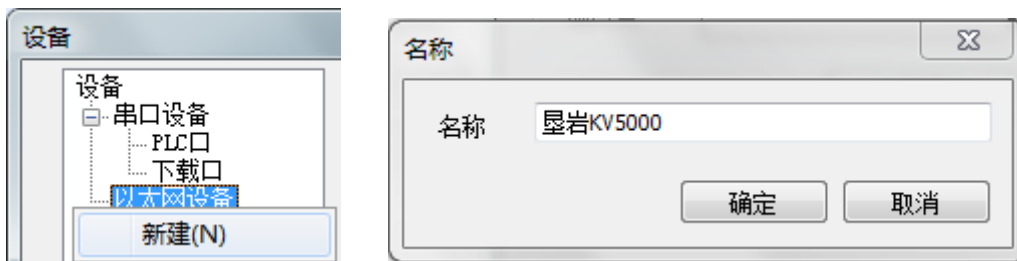 设备
设备
串口设备
PLC口
下载口
以太网设备
新建(N)
名称
名称
垦岩KV5000
确定
取消